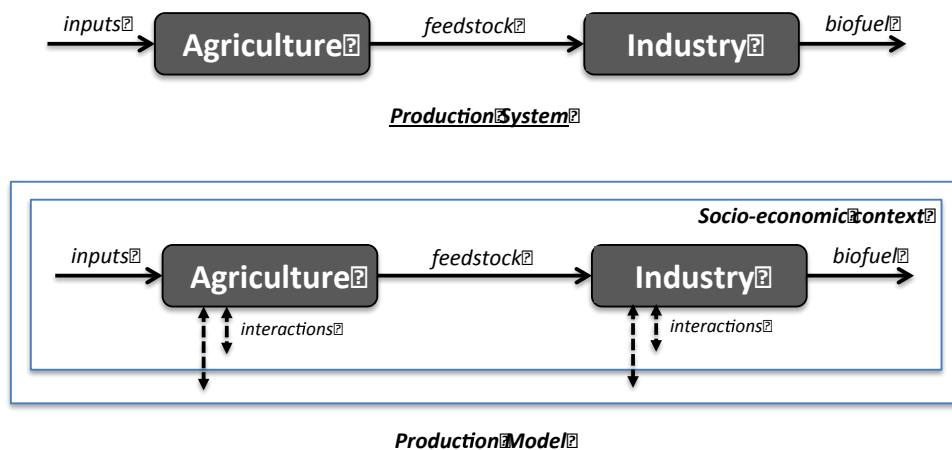 inputs
Agriculture
feedstock
Industry
biofuel
Production System
Socio-economic context
inputs
Agriculture
feedstock
Industry
biofuel
interactions
interactions
Production Model